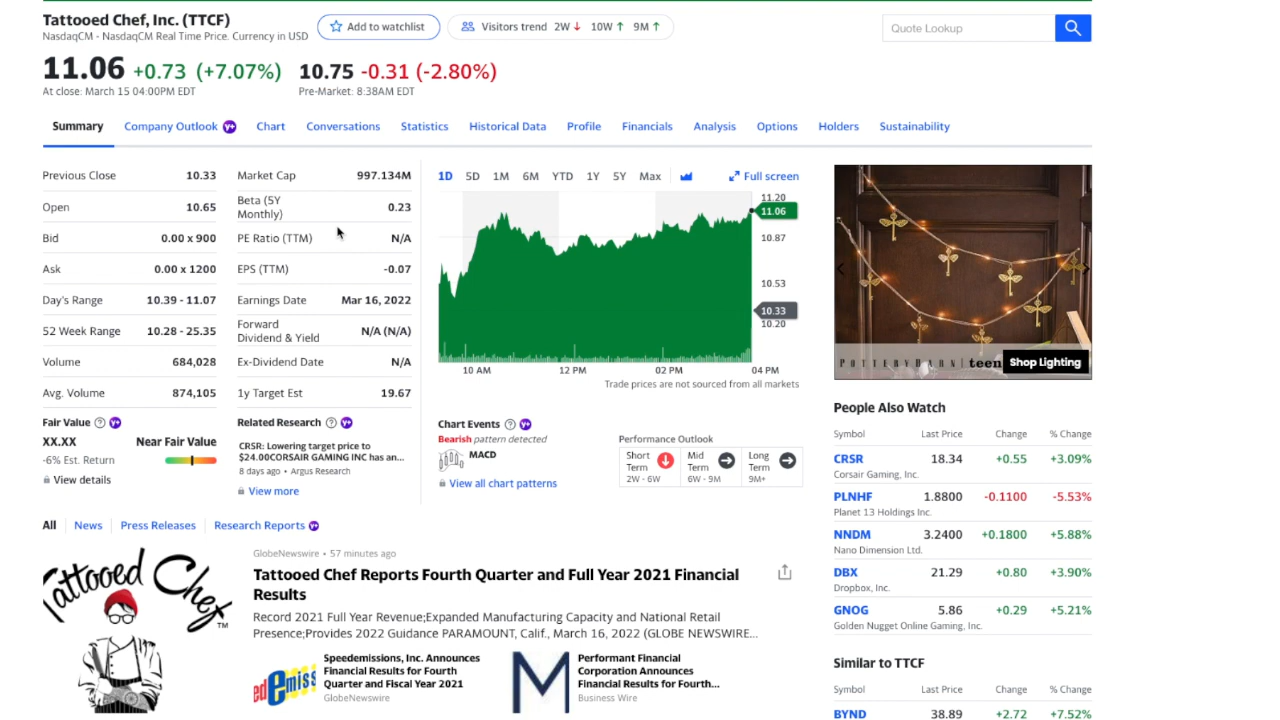 Tattooed Chef, Inc. (TTCF)
NasdaqCM - NasdaqCM Real Time Price. Currency in USD
Add to watchlist
Visitors trend 2W ↓ 10W ↑ 9M ↑
Quote Lookup
11.06 +0.73 (+7.07%) 10.75 -0.31 (-2.80%)
At close: March 15 04:00PM EDT
Pre-Market: 8:38AM EDT
Summary Company Outlook Y+ Chart Conversations Statistics Historical Data Profile Financials Analysis Options Holders Sustainability
Previous Close 10.33
Open 10.65
Bid 0.00 x 900
Ask 0.00 x 1200
Day's Range 10.39 - 11.07
52 Week Range 10.28 - 25.35
Volume 684,028
Avg. Volume 874,105
Market Cap 997.134M
Beta (5Y
Monthly) 0.23
PE Ratio (TTM) N/A
EPS (TTM) -0.07
Earnings Date Mar 16, 2022
Forward
Dividend & Yield N/A (N/A)
Ex-Dividend Date N/A
1y Target Est 19.67
1D 5D 1M 6M YTD 1Y 5Y Max Full screen
11.20
11.06
10.87
10.53
10.33
10.20
10 AM 12 PM 02 PM 04 PM
Trade prices are not sourced from all markets
Fair Value ? Y+
XX.XX Near Fair Value
-6% Est. Return
View details
Related Research ? Y+
CRSR: Lowering target price to
$24.00CORSAIR GAMING INC has an...
8 days ago • Argus Research
View more
Chart Events ? Y+
Bearish pattern detected
MACD
View all chart patterns
Performance Outlook
Short
Term
2W - 6W
Mid
Term
6W - 9M
Long
Term
9M+
POTTERYBARN | teen
Shop Lighting
People Also Watch
Symbol Last Price Change % Change
CRSR 18.34 +0.55 +3.09%
Corsair Gaming, Inc.
PLNHF 1.8800 -0.1100 -5.53%
Planet 13 Holdings Inc.
NNDM 3.2400 +0.1800 +5.88%
Nano Dimension Ltd.
DBX 21.29 +0.80 +3.90%
Dropbox, Inc.
GNOG 5.86 +0.29 +5.21%
Golden Nugget Online Gaming, Inc.
Similar to TTCF
Symbol Last Price Change % Change
BYND 38.89 +2.72 +7.52%
All News Press Releases Research Reports Y+
Tattooed Chef TM
GlobeNewswire • 57 minutes ago
Tattooed Chef Reports Fourth Quarter and Full Year 2021 Financial
Results
Record 2021 Full Year Revenue;Expanded Manufacturing Capacity and National Retail
Presence;Provides 2022 Guidance PARAMOUNT, Calif., March 16, 2022 (GLOBE NEWSWIRE...
edemiss
Speedemissions, Inc. Announces
Financial Results for Fourth
Quarter and Fiscal Year 2021
GlobeNewswire
M
Performant Financial
Corporation Announces
Financial Results for Fourth...
Business Wire